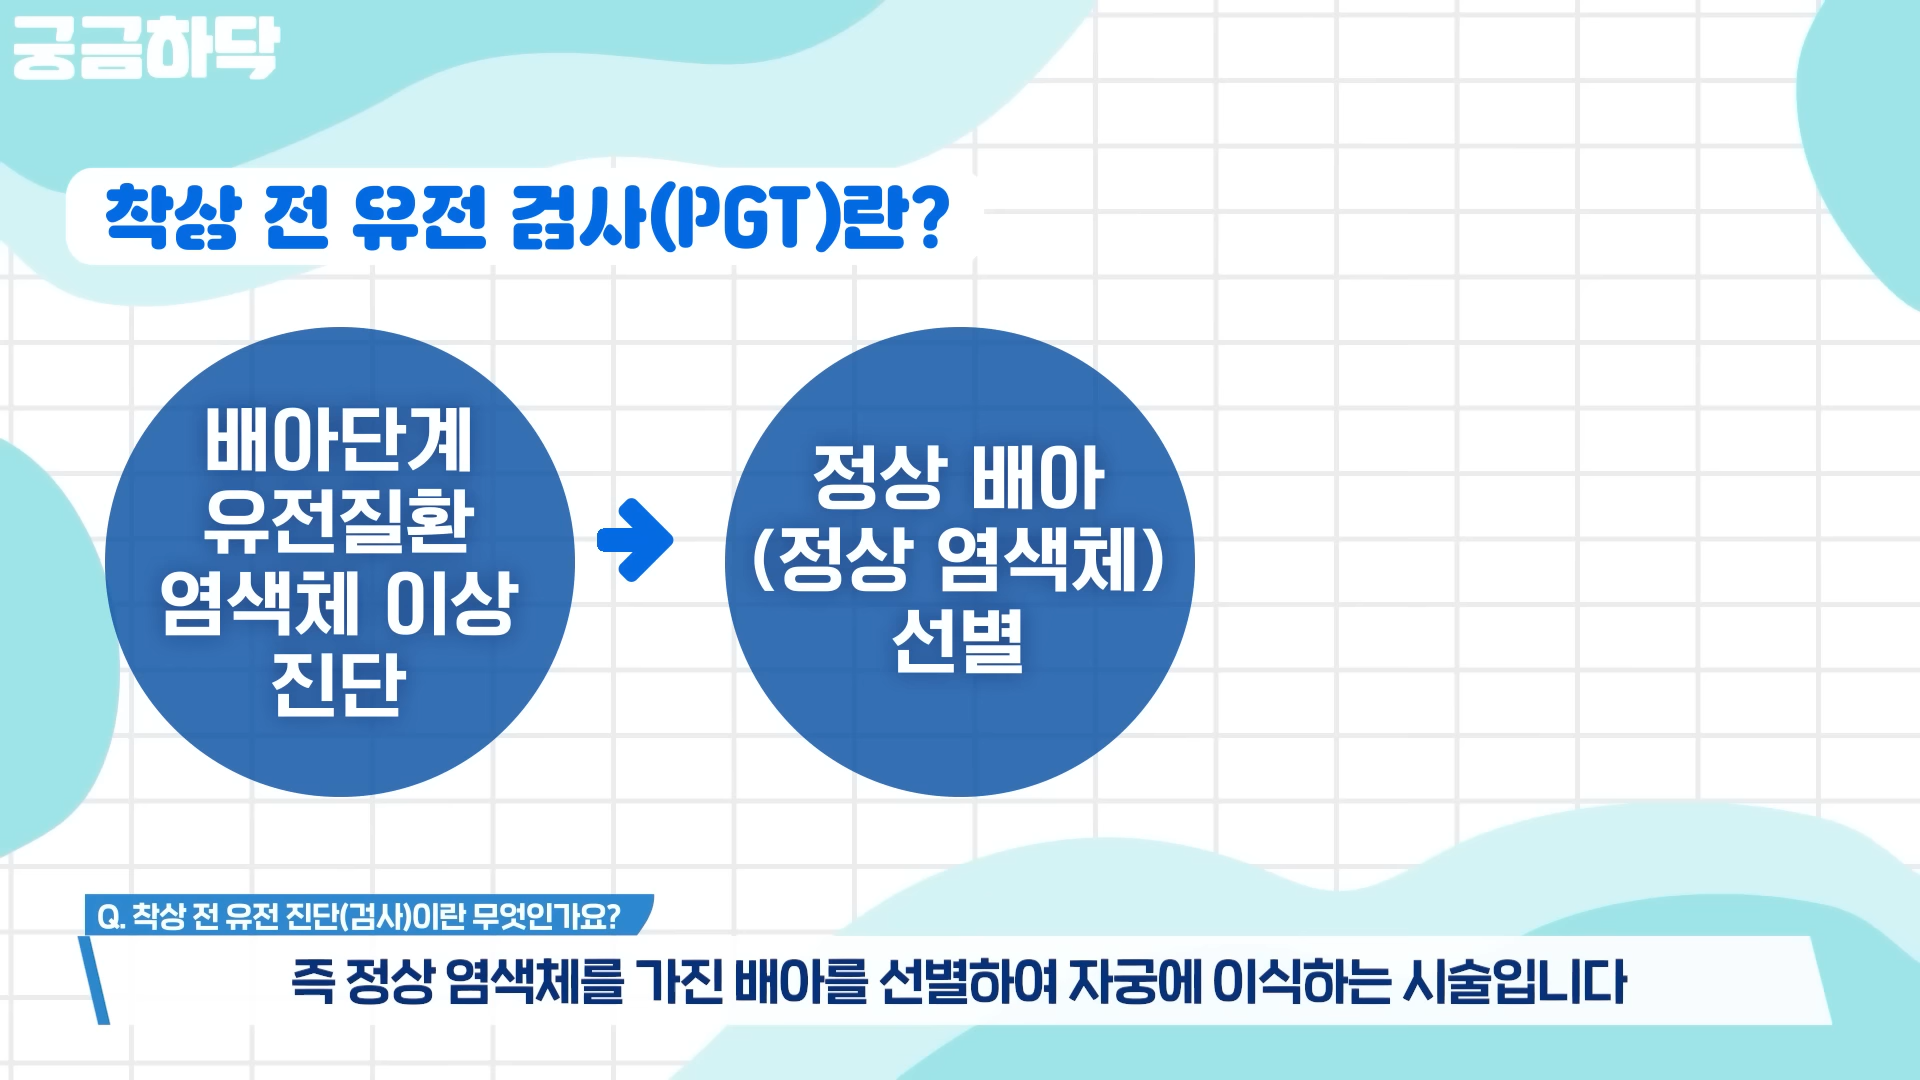 궁금하닥
착상 전 유전 검사(PGT)란?
배아단계
유전질환
염색체 이상
진단
정상 배아
(정상 염색체)
선별
Q. 착상 전 유전 진단(검사)이란 무엇인가요?
즉 정상 염색체를 가진 배아를 선별하여 자궁에 이식하는 시술입니다